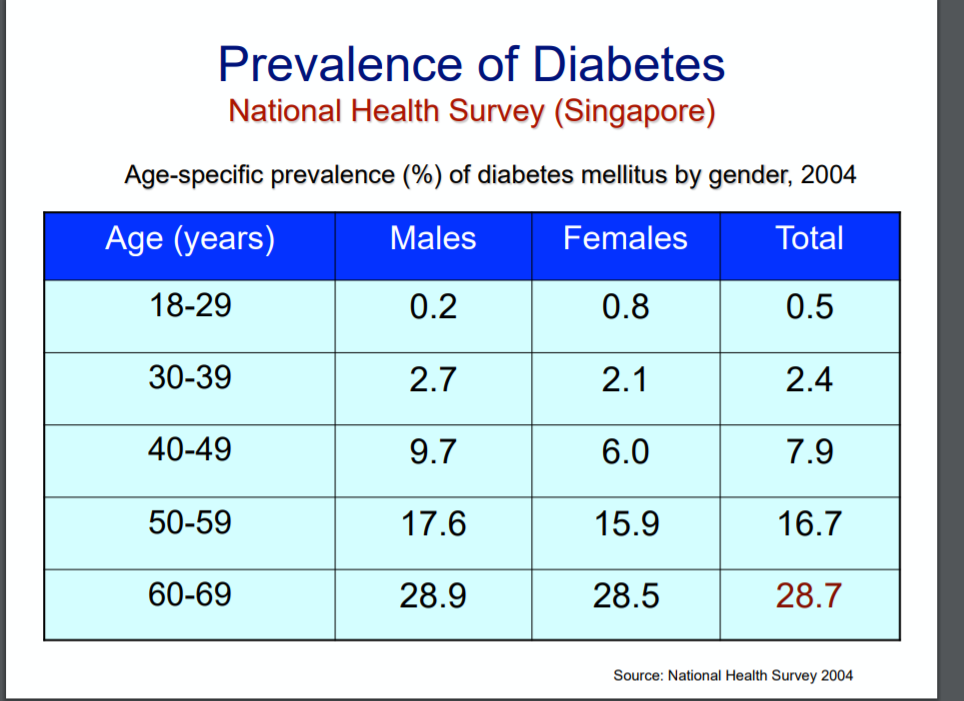 Prevalence of Diabetes
National Health Survey (Singapore)
Age-specific prevalence (%) of diabetes mellitus by gender, 2004
Age (years) Males Females Total
18-29 0.2 0.8 0.5
30-39 2.7 2.1 2.4
40-49 9.7 6.0 7.9
50-59 17.6 15.9 16.7
60-69 28.9 28.5 28.7
Source: National Health Survey 2004